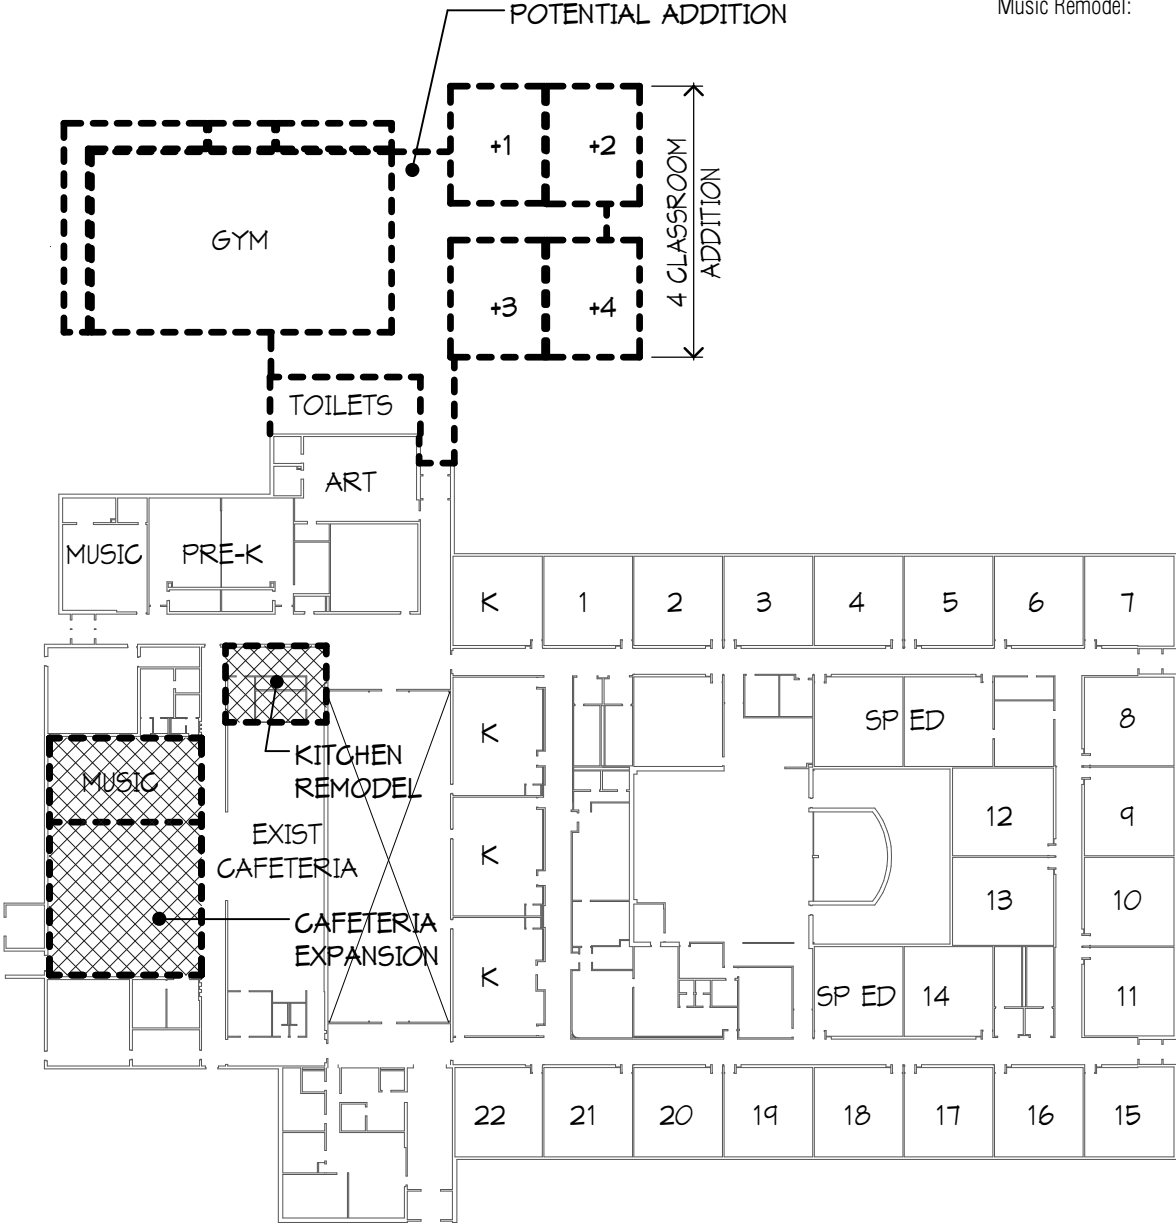 POTENTIAL ADDITION
Music Remodel:
+1
+2
4 CLASSROOM
ADDITION
GYM
+3
+4
TOILETS
ART
MUSIC
PRE-K
K
1
2
3
4
5
6
7
K
SP ED
8
KITCHEN
REMODEL
MUSIC
EXIST
CAFETERIA
K
12
9
13
10
CAFETERIA
EXPANSION
K
SP ED
14
11
22
21
20
19
18
17
16
15